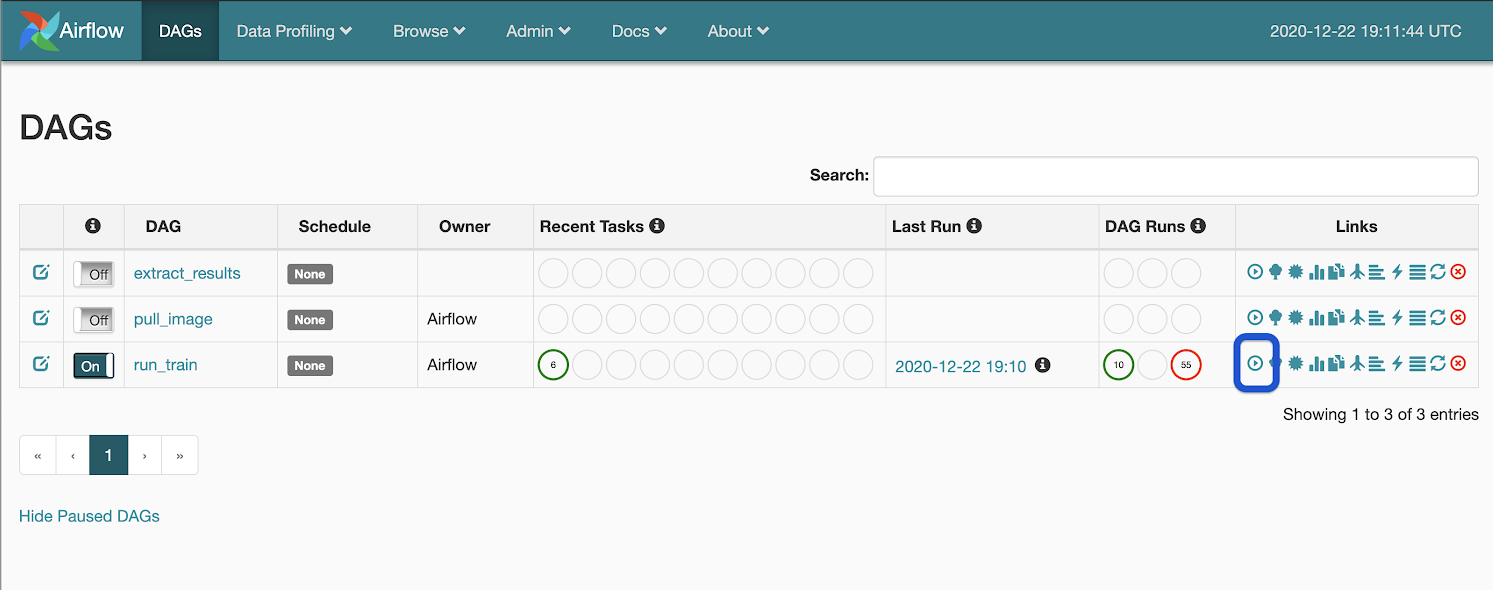 Airflow DAGs Data Profiling Browse Admin Docs About 2020-12-22 19:11:44 UTC
DAGs
Search:
DAG Schedule Owner Recent Tasks Last Run DAG Runs Links
Off extract_results None
Off pull_image None Airflow
On run_train None Airflow 6 2020-12-22 19:10 10 55
Showing 1 to 3 of 3 entries
« ‹ 1 › »
Hide Paused DAGs